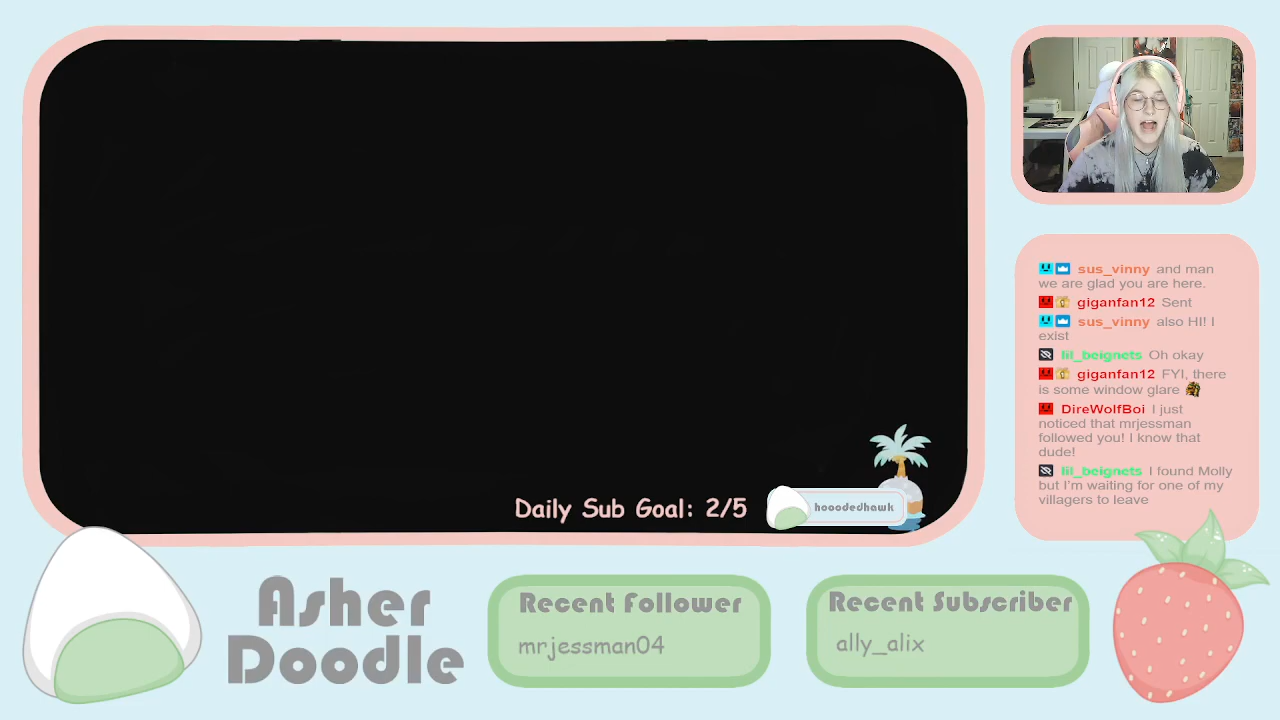 sus_vinny and man
we are glad you are here.
giganfan12 Sent
sus_vinny also HI! I
exist
lil_beignets Oh okay
giganfan12 FYI, there
is some window glare
DireWolfBoi I just
noticed that mrjessman
followed you! I know that
dude!
lil_beignets I found Molly
but I'm waiting for one of my
villagers to leave
Daily Sub Goal: 2/5
hooodedhawk
Asher
Doodle
Recent Follower
mrjessman04
Recent Subscriber
ally_alix